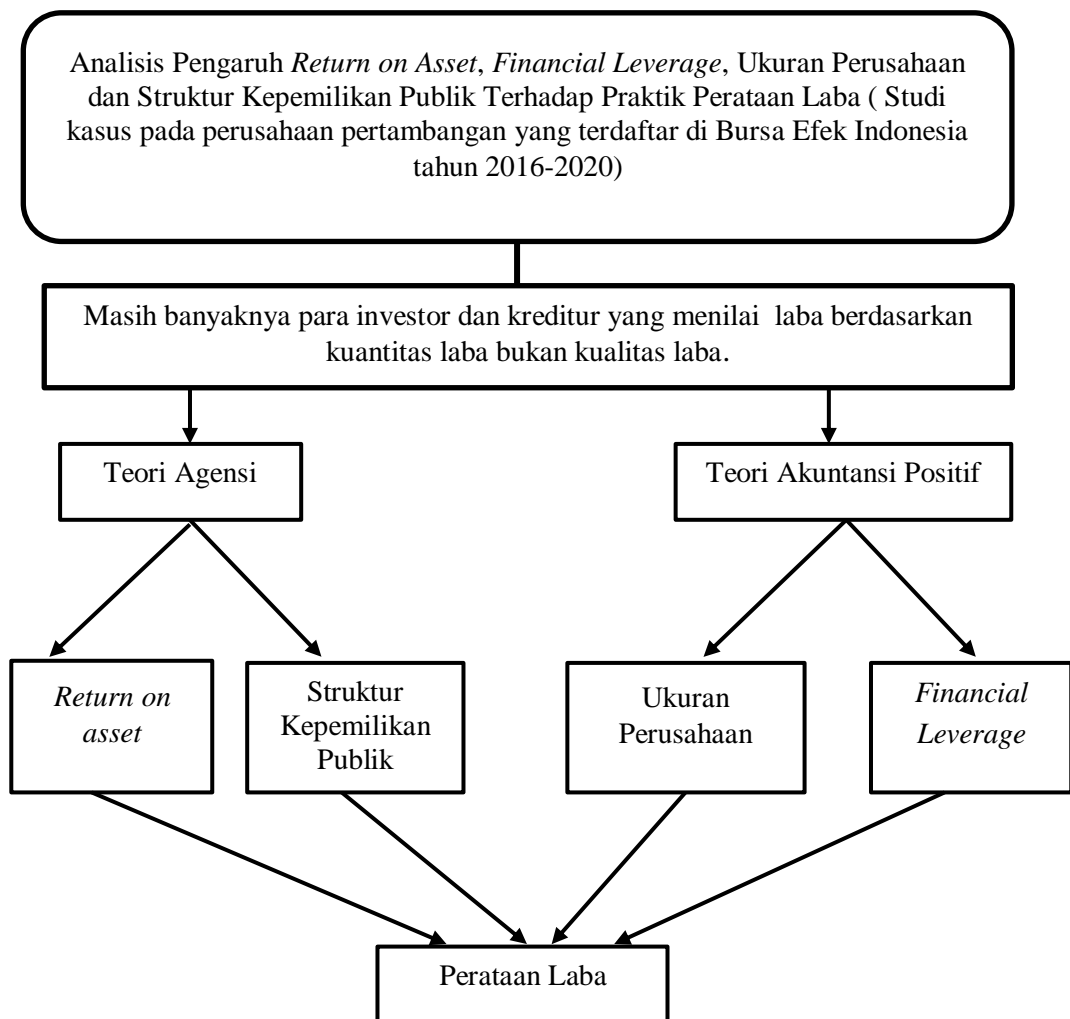 Analisis Pengaruh Return on Asset, Financial Leverage, Ukuran Perusahaan
dan Struktur Kepemilikan Publik Terhadap Praktik Perataan Laba ( Studi
kasus pada perusahaan pertambangan yang terdaftar di Bursa Efek Indonesia
tahun 2016-2020)
Masih banyaknya para investor dan kreditur yang menilai laba berdasarkan
kuantitas laba bukan kualitas laba.
Teori Agensi
Teori Akuntansi Positif
Return on
asset
Struktur
Kepemilikan
Publik
Ukuran
Perusahaan
Financial
Leverage
Perataan Laba